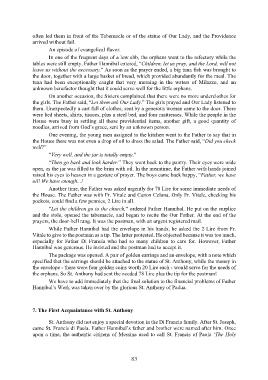 often led them in front of the Tabernacle or of the statue of Our Lady, and the Providence
arrived without fail.
An episode of evangelical flavor.
In one of the frequent days of a low ebb, the orphans went to the refectory while the
tables were still empty. Father Hannibal entered, "Children, let us pray, and the Lord, will not
leave us without the necessary." As soon as the prayer ended, a big tuna fish was brought to
the door, together with a large basket of bread, which provided abundantly for the meal. The
tuna had been exceptionally caught that very morning in the waters of Milazzo, and an
unknown benefactor thought that it could serve well for the little orphans.
On another occasion, the Sisters complained that there were no more underclothes for
the girls. The Father said, "Let them and Our Lady!" The girls prayed and Our Lady listened to
them. Unexpectedly a cart full of clothes, sent by a generous woman came to the door. There
were bed sheets, shirts, tissues, plus a steel bed, and four mattresses. While the people in the
House were busy in settling all these providential items, another gift, a good quantity of
noodles, arrived from God's grace, sent by an unknown person.
One evening, the young men assigned to the kitchen went to the Father to say that in
the House there was not even a drop of oil to dress the salad. The Father said, "Did you check
well?"
"Very well, and the jar is totally empty."
"Then go back and look harder." They went back to the pantry. Their eyes were wide
open, as the jar was filled to the brim with oil. In the meantime, the Father with hands joined
raised his eyes to heaven in a gesture of prayer. The boys came back happy, "Father, we have
oil! We have enough..!
Another time, the Father was asked urgently for 70 Lire for some immediate needs of
the House. The Father was with Fr. Vitale and Canon Celona. Only Fr. Vitale, checking his
pockets, could find a few pennies, 2 Lire in all.
"Let the children go to the church," ordered Father Hannibal. He put on the surplice
and the stole, opened the tabernacle, and began to recite the Our Father. At the end of the
prayers, the door-bell rang. It was the postman, with an urgent registered mail.
While Father Hannibal had the envelope in his hands, he asked the 2 Lire from Fr.
Vitale to give to the postman as a tip. The latter protested. He objected because it was too much,
especially for Father Di Francia who had so many children to care for. However, Father
Hannibal was generous. He insisted and the postman had to accept it.
The package was opened. A pair of golden earrings and an envelope, with a note which
specified that the earrings should be attached to the statue of St. Anthony, while the money in
the envelope - there were four golden coins worth 20 Lire each - would serve for the needs of
the orphans. So St. Anthony had sent the needed 78 Lire plus the tip for the postman!
We have to add immediately that the final solution to the financial problems of Father
Hannibal's Work was taken over by the glorious St. Anthony of Padua.
7. The First Acquaintance with St. Anthony
St. Anthony did not enjoy a special devotion in the Di Francia family. After St. Joseph,
came St. Francis di Paula. Father Hannibal's father and brother were named after him. Once
upon a time, the authentic citizens of Messina used to call St. Francis of Paola 'The Holy
83